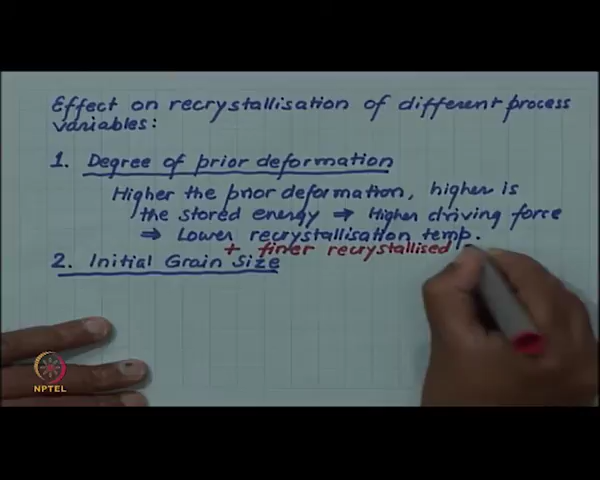 Effect on recrystallisation of different process
variables:
1. Degree of prior deformation
Higher the prior deformation, higher is
the stored energy ⇒ Higher driving force
⇒ Lower recrystallisation temp.
+ finer recrystallised
2. Initial Grain Size
NPTEL